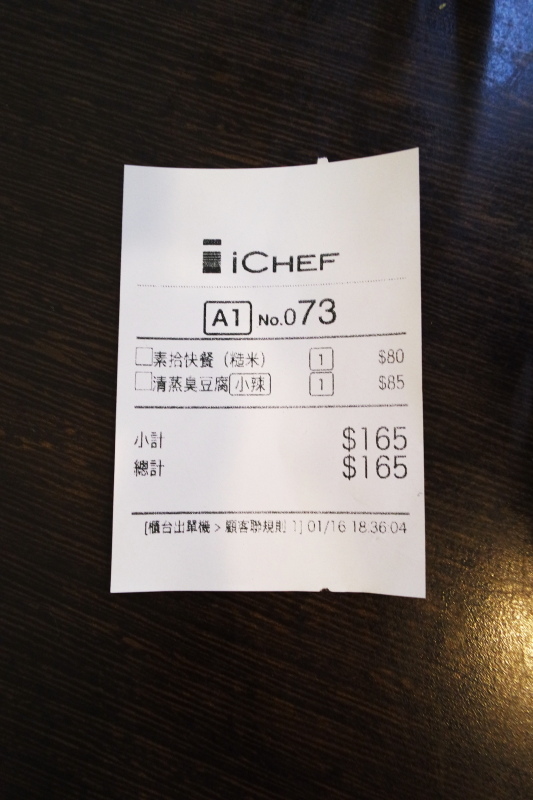 iCHEF
A1 No.073
素拾快餐（糙米） 1 $80
清蒸臭豆腐 小辣 1 $85
小計 $165
總計 $165
[櫃台出單機 > 顧客聯規則 1] 01/16 18:36:04